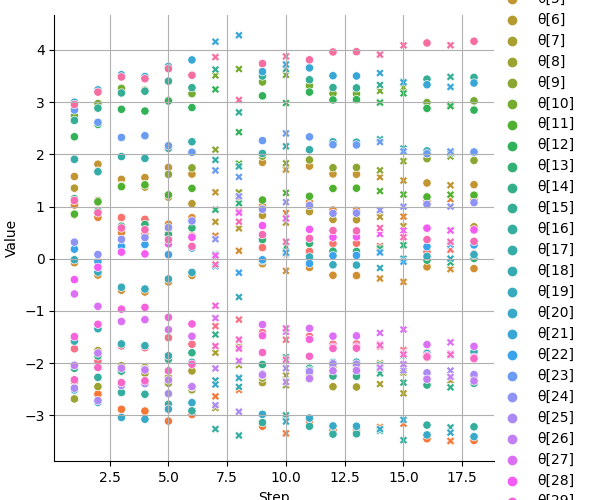 θ[5]
θ[6]
θ[7]
θ[8]
θ[9]
θ[10]
θ[11]
θ[12]
θ[13]
θ[14]
θ[15]
θ[16]
θ[17]
θ[18]
θ[19]
θ[20]
θ[21]
θ[22]
θ[23]
θ[24]
θ[25]
θ[26]
θ[27]
θ[28]
θ[29]
Value
4
3
2
1
0
−1
−2
−3
2.5 5.0 7.5 10.0 12.5 15.0 17.5
Step